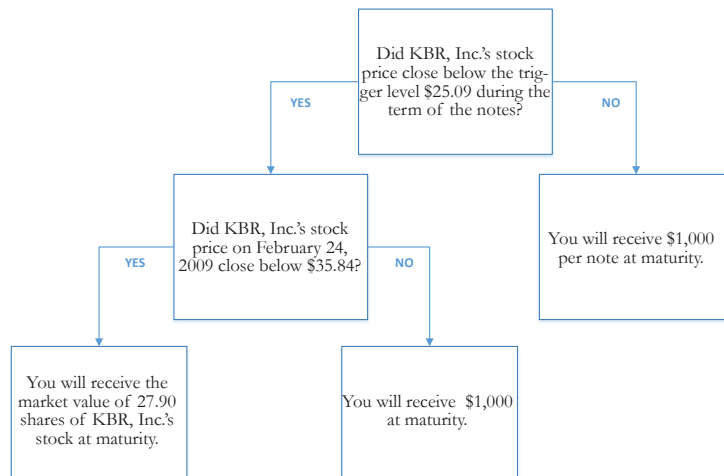 Did KBR, Inc.'s stock
price close below the trig-
ger level $25.09 during the
term of the notes?
YES
NO
Did KBR, Inc.'s stock
price on February 24,
2009 close below $35.84?
You will receive $1,000
per note at maturity.
YES
NO
You will receive the
market value of 27.90
shares of KBR, Inc.'s
stock at maturity.
You will receive $1,000
at maturity.